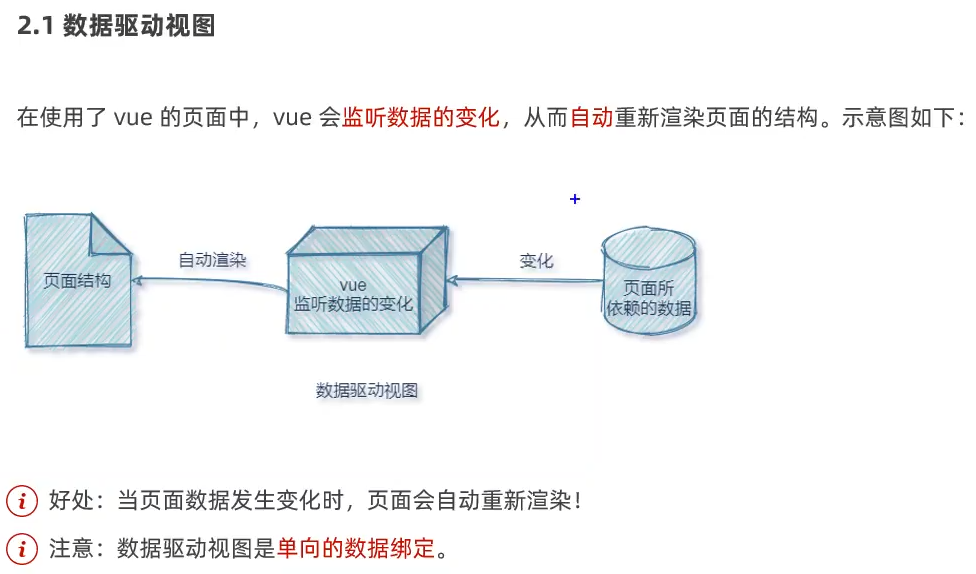 2.1 数据驱动视图
在使用了 vue 的页面中，vue 会监听数据的变化，从而自动重新渲染页面的结构。示意图如下：
页面结构
自动渲染
vue
监听数据的变化
变化
页面所
依赖的数据
数据驱动视图
i 好处：当页面数据发生变化时，页面会自动重新渲染！
i 注意：数据驱动视图是单向的数据绑定。